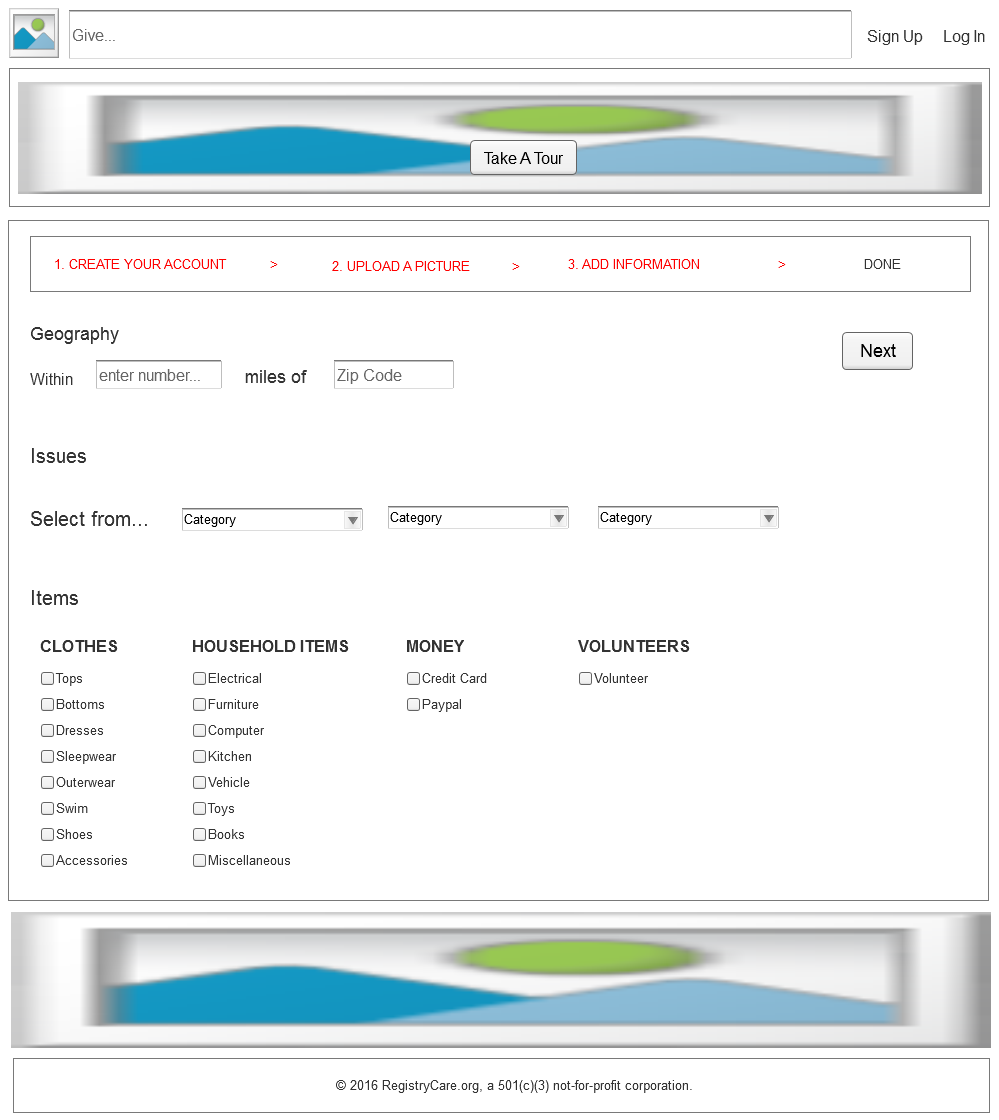 Give... Sign Up Log In
Take A Tour
1. CREATE YOUR ACCOUNT > 2. UPLOAD A PICTURE > 3. ADD INFORMATION > DONE
Geography
Next
Within enter number... miles of Zip Code
Issues
Select from... Category Category Category
Items
CLOTHES HOUSEHOLD ITEMS MONEY VOLUNTEERS
Tops Electrical Credit Card Volunteer
Bottoms Furniture Paypal
Dresses Computer
Sleepwear Kitchen
Outerwear Vehicle
Swim Toys
Shoes Books
Accessories Miscellaneous
© 2016 RegistryCare.org, a 501(c)(3) not-for-profit corporation.